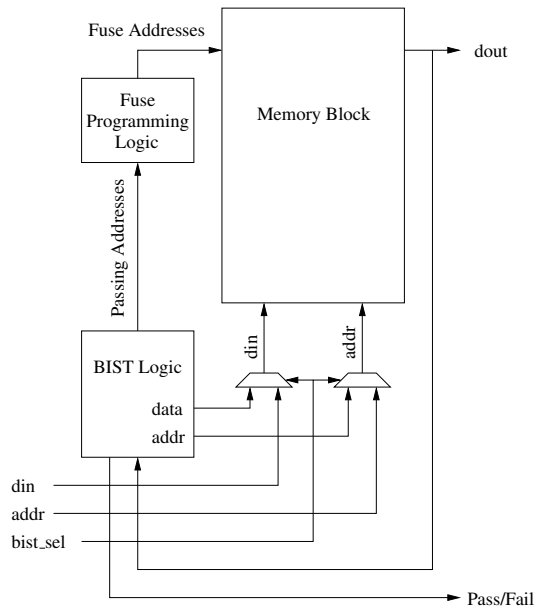 Fuse Addresses
dout
Fuse
Programming
Logic
Memory Block
Passing Addresses
din
addr
BIST Logic
data
addr
din
addr
bist_sel
Pass/Fail